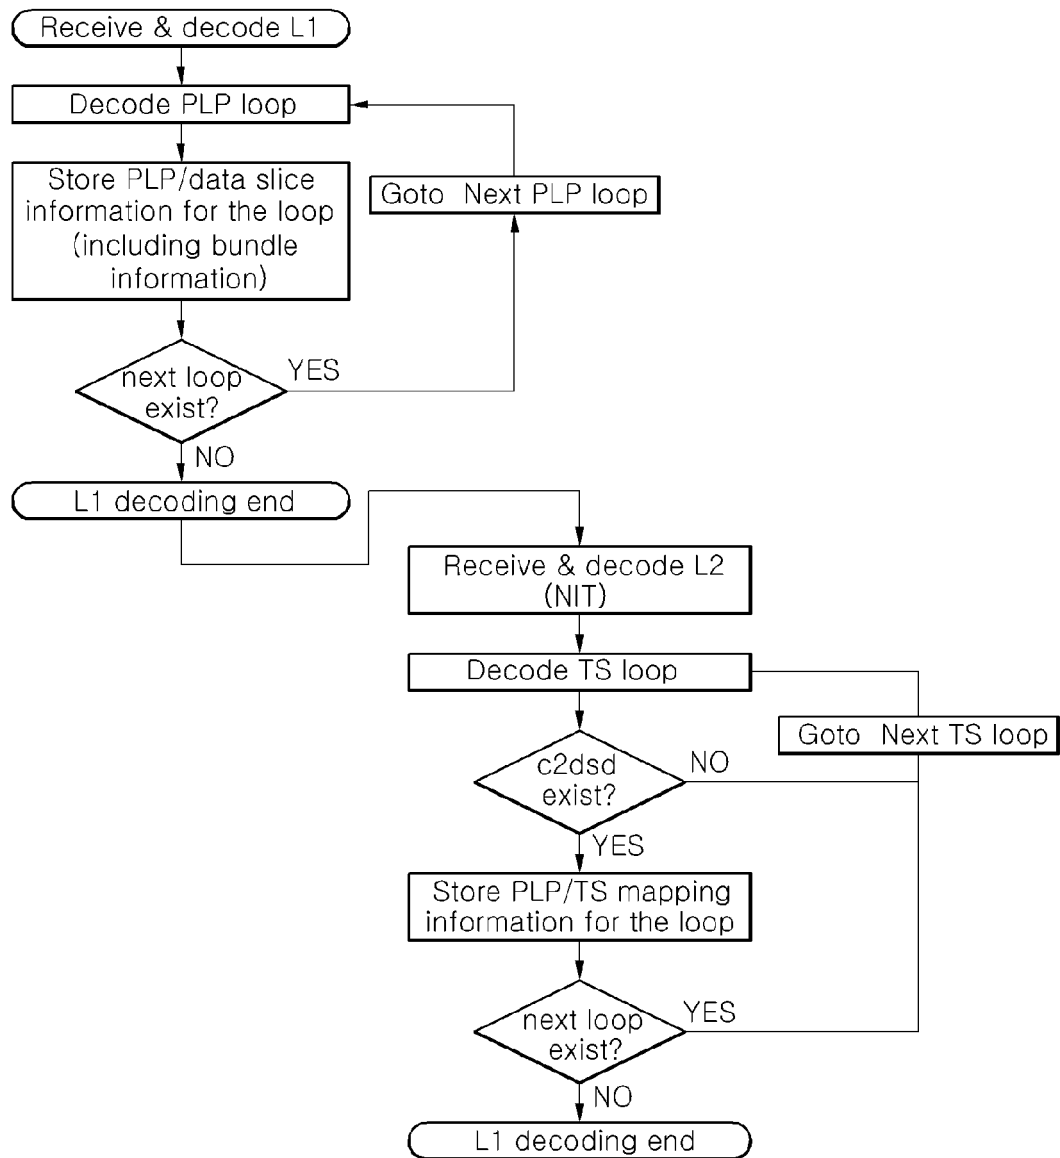 Receive & decode L1
Decode PLP loop
Store PLP/data slice
information for the loop
(including bundle
information)
Goto Next PLP loop
next loop
exist?
YES
NO
L1 decoding end
Receive & decode L2
(NIT)
Decode TS loop
Goto Next TS loop
c2dsd
exist?
NO
YES
Store PLP/TS mapping
information for the loop
next loop
exist?
YES
NO
L1 decoding end